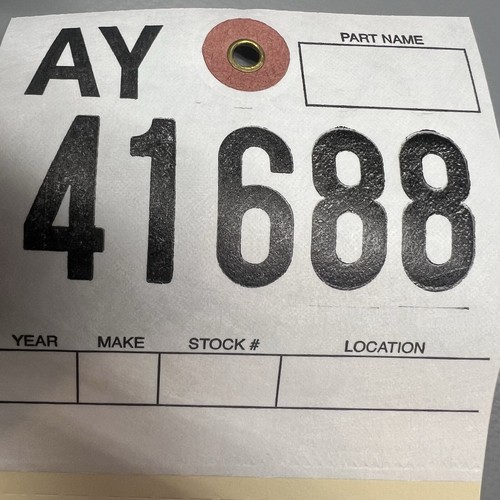 AY
PART NAME
41688
YEAR MAKE STOCK # LOCATION